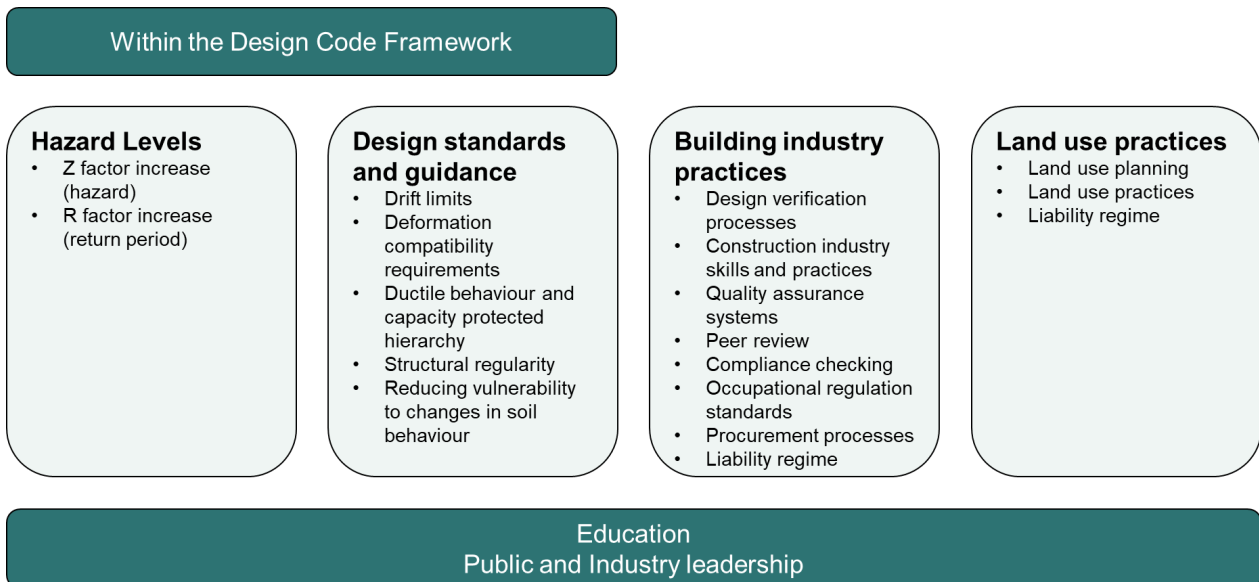 Within the Design Code Framework
Hazard Levels
• Z factor increase
(hazard)
• R factor increase
(return period)
Design standards
and guidance
• Drift limits
• Deformation
compatibility
requirements
• Ductile behaviour and
capacity protected
hierarchy
• Structural regularity
• Reducing vulnerability
to changes in soil
behaviour
Building industry
practices
• Design verification
processes
• Construction industry
skills and practices
• Quality assurance
systems
• Peer review
• Compliance checking
• Occupational regulation
standards
• Procurement processes
• Liability regime
Land use practices
• Land use planning
• Land use practices
• Liability regime
Education
Public and Industry leadership